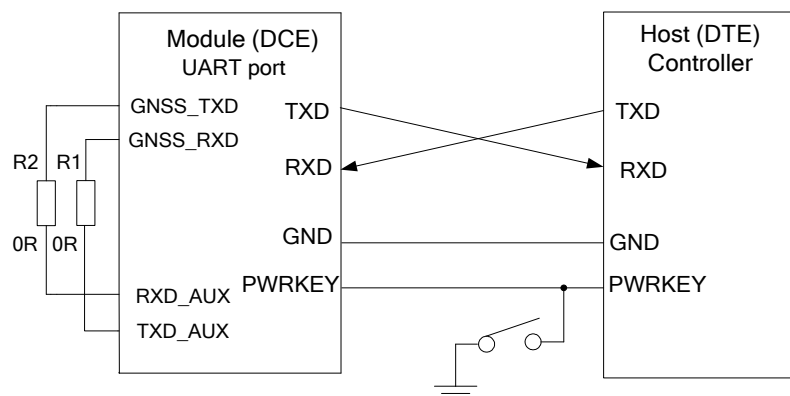 Module (DCE)
UART port
Host (DTE)
Controller
GNSS_TXD
GNSS_RXD
TXD
TXD
R2
R1
RXD
RXD
0R
0R
GND
GND
PWRKEY
PWRKEY
RXD_AUX
TXD_AUX